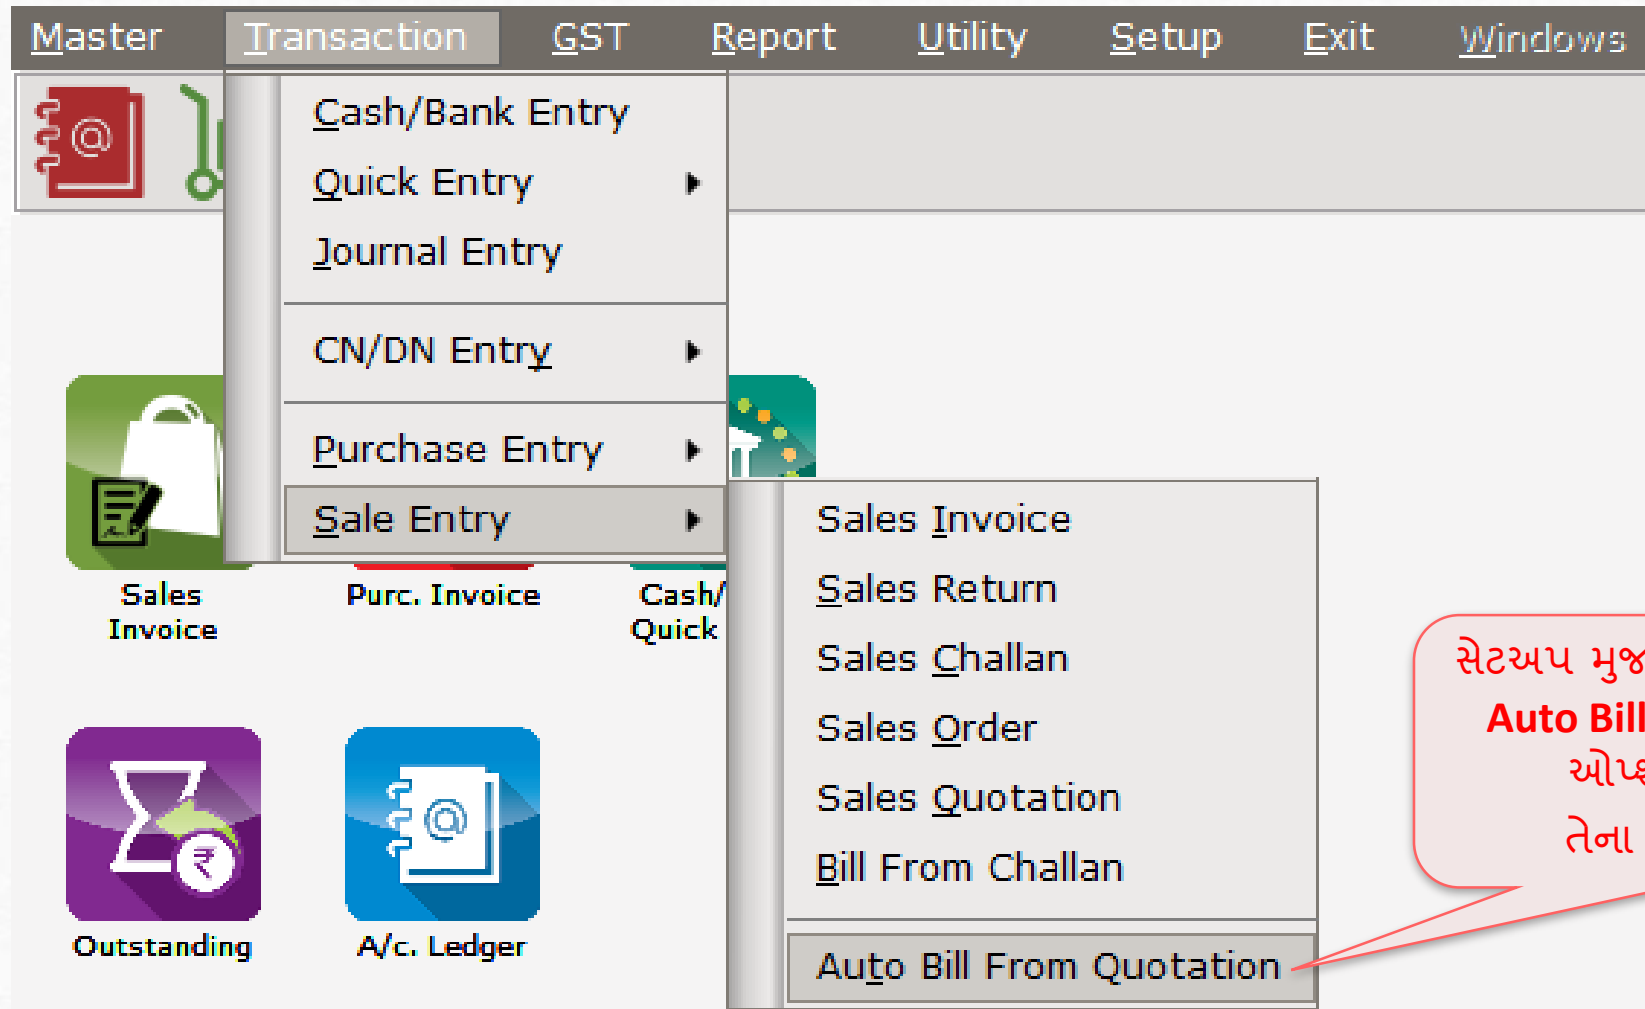 Master Transaction GST Report Utility Setup Exit Windows
Cash/Bank Entry
Quick Entry
Journal Entry
CN/DN Entry
Purchase Entry
Sale Entry
Sales Invoice
Sales Return
Sales Challan
Sales Order
Sales Quotation
Bill From Challan
Auto Bill From Quotation
Sales
Invoice
Purc. Invoice
Cash/
Quick
Outstanding
A/c. Ledger
સેટઅપ
Auto Bill
તેના